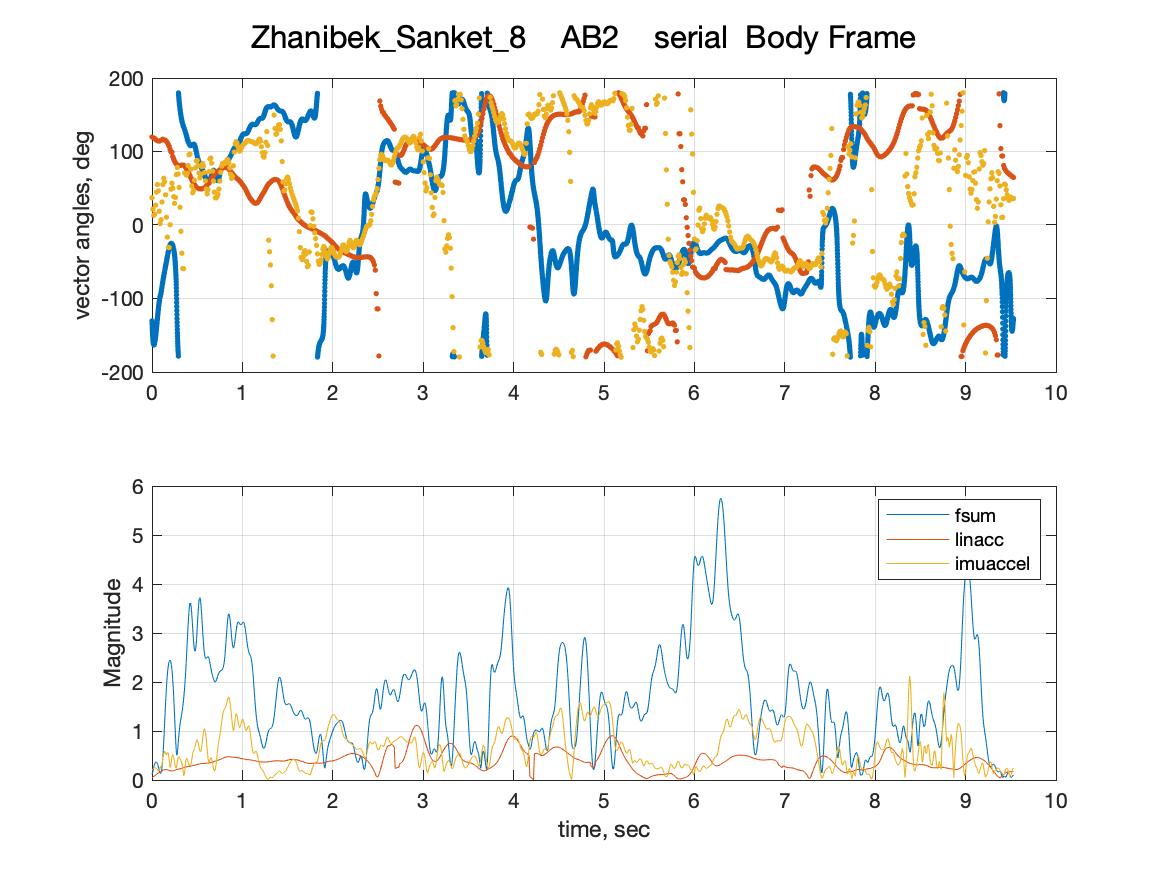 Zhanibek_Sanket_8 AB2 serial Body Frame
200
100
0
-100
-200
vector angles, deg
0 1 2 3 4 5 6 7 8 9 10
6
5
4
3
2
1
0
Magnitude
fsum
linacc
imuaccel
0 1 2 3 4 5 6 7 8 9 10
time, sec